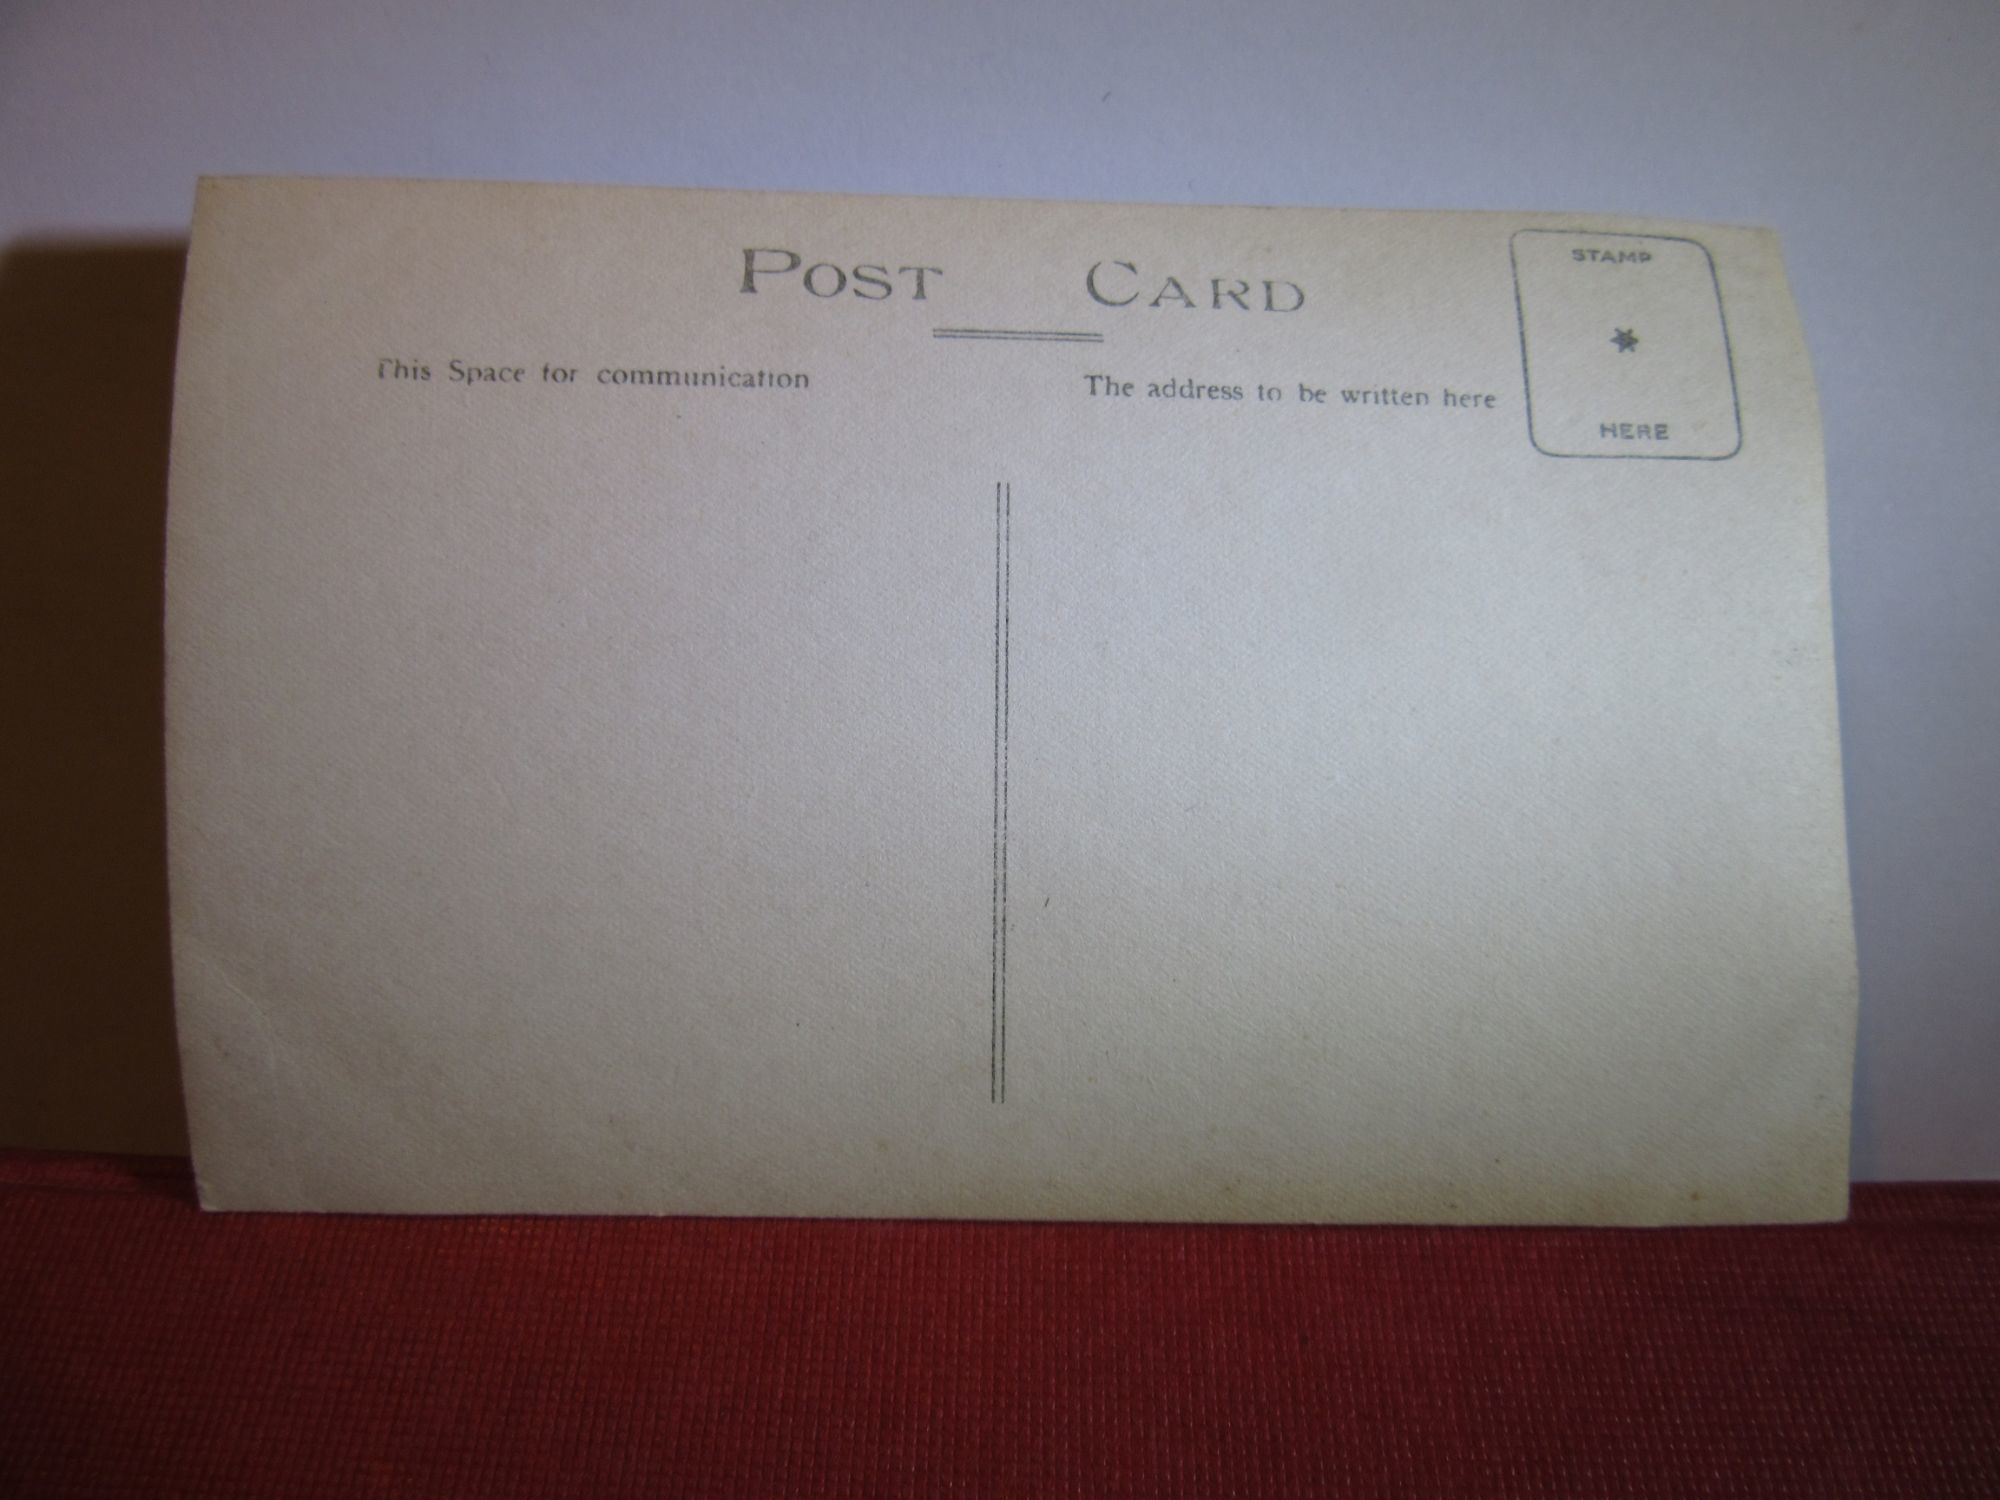 POST CARD
STAMP
HERE
This Space for communication
The address to be written here